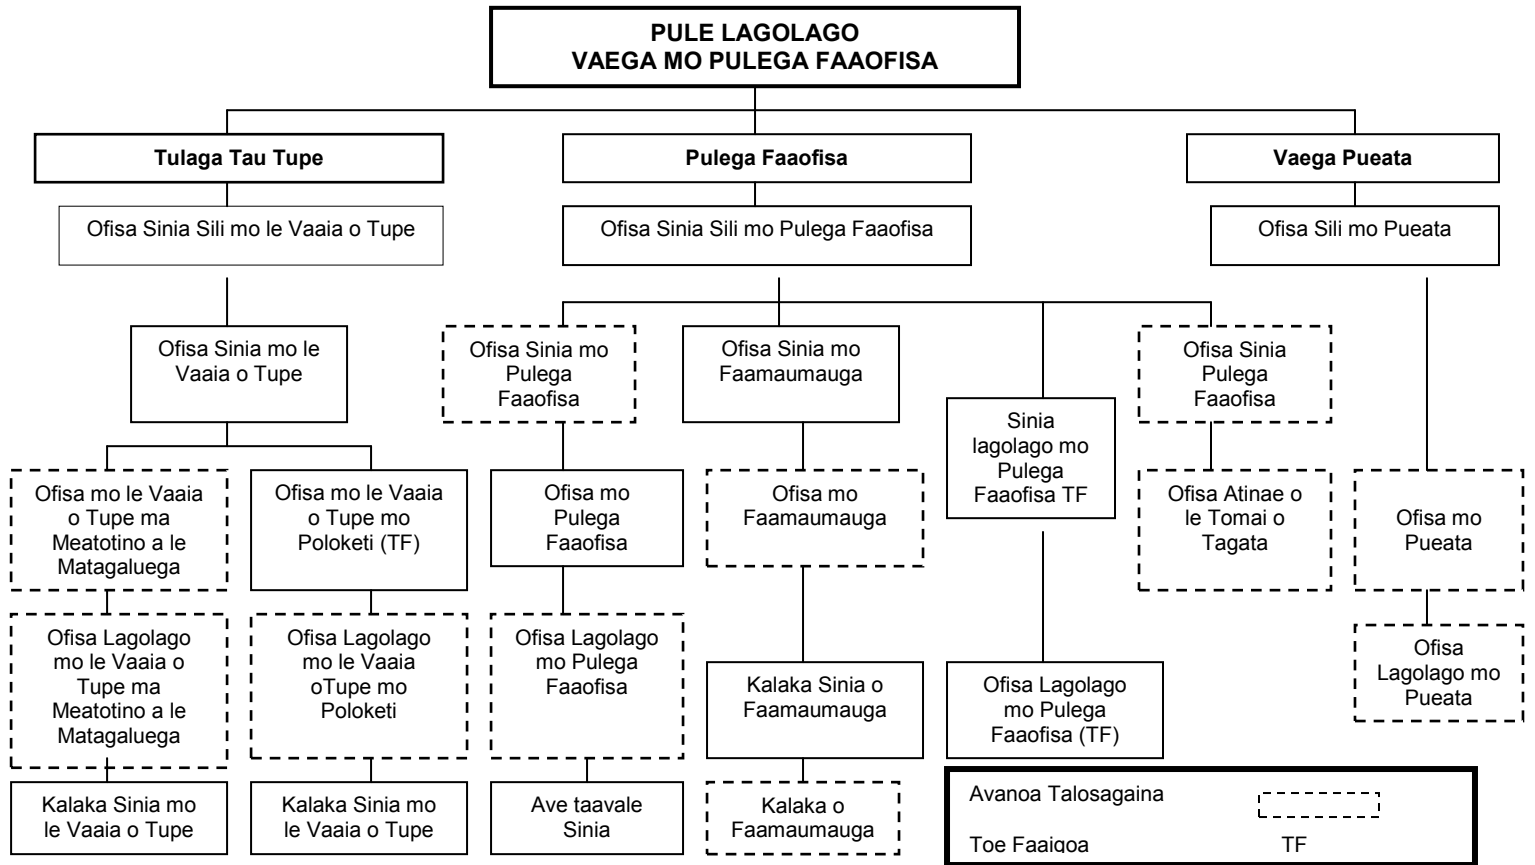 PULE LAGOLAGO
VAEGA MO PULEGA FAAOFISA
Tulaga Tau Tupe
Pulega Faaofisa
Vaega Pueata
Ofisa Sinia Sili mo le Vaaia o Tupe
Ofisa Sinia Sili mo Pulega Faaofisa
Ofisa Sili mo Pueata
Ofisa Sinia mo le
Vaaia o Tupe
Ofisa Sinia mo
Pulega
Faaofisa
Ofisa Sinia mo
Faamaumauga
Sinia
lagolago mo
Pulega
Faaofisa TF
Ofisa Sinia
Pulega
Faaofisa
Ofisa mo le Vaaia
o Tupe ma
Meatotino a le
Matagaluega
Ofisa mo le Vaaia
o Tupe mo
Poloketi (TF)
Ofisa mo
Pulega
Faaofisa
Ofisa mo
Faamaumauga
Ofisa Atinae o
le Tomai o
Tagata
Ofisa mo
Pueata
Ofisa Lagolago
mo le Vaaia o
Tupe ma
Meatotino a le
Matagaluega
Ofisa Lagolago
mo le Vaaia
oTupe mo
Poloketi
Ofisa Lagolago
mo Pulega
Faaofisa
Kalaka Sinia o
Faamaumauga
Ofisa Lagolago
mo Pulega
Faaofisa (TF)
Ofisa
Lagolago mo
Pueata
Kalaka Sinia mo
le Vaaia o Tupe
Kalaka Sinia mo
le Vaaia o Tupe
Ave taavale
Sinia
Kalaka o
Faamaumauga
Avanoa Talosagaina
Toe Faaigoa TF